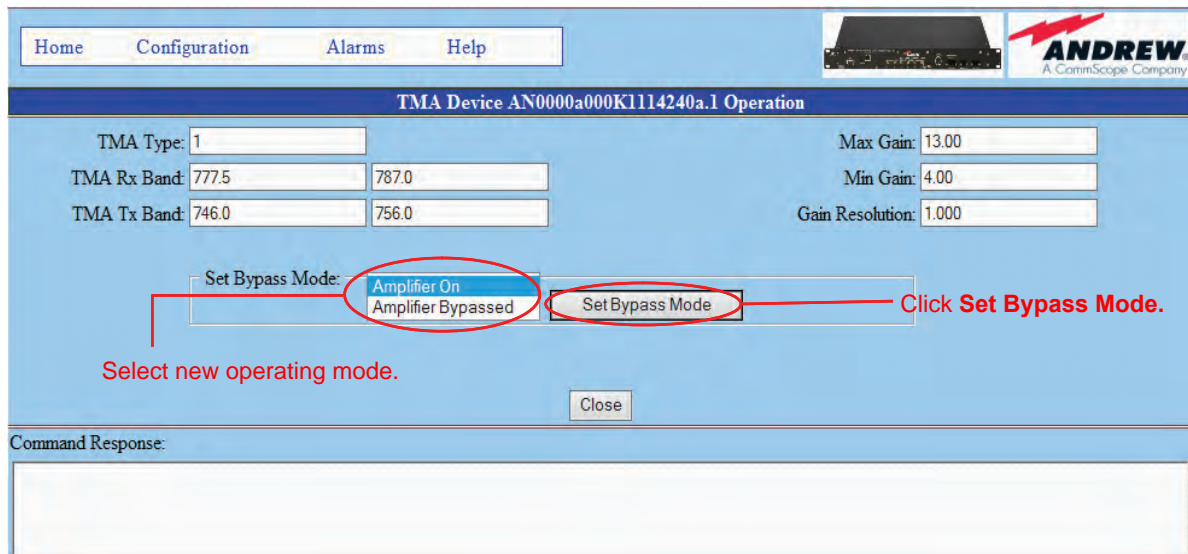 Home Configuration Alarms Help
ANDREW.
A CommScope Company
TMA Device AN0000a000K1114240a.1 Operation
TMA Type: 1
Max Gain: 13.00
TMA Rx Band: 777.5 787.0
Min Gain: 4.00
TMA Tx Band: 746.0 756.0
Gain Resolution: 1.000
Set Bypass Mode:
Amplifier On
Amplifier Bypassed
Set Bypass Mode
Click Set Bypass Mode.
Select new operating mode.
Close
Command Response: